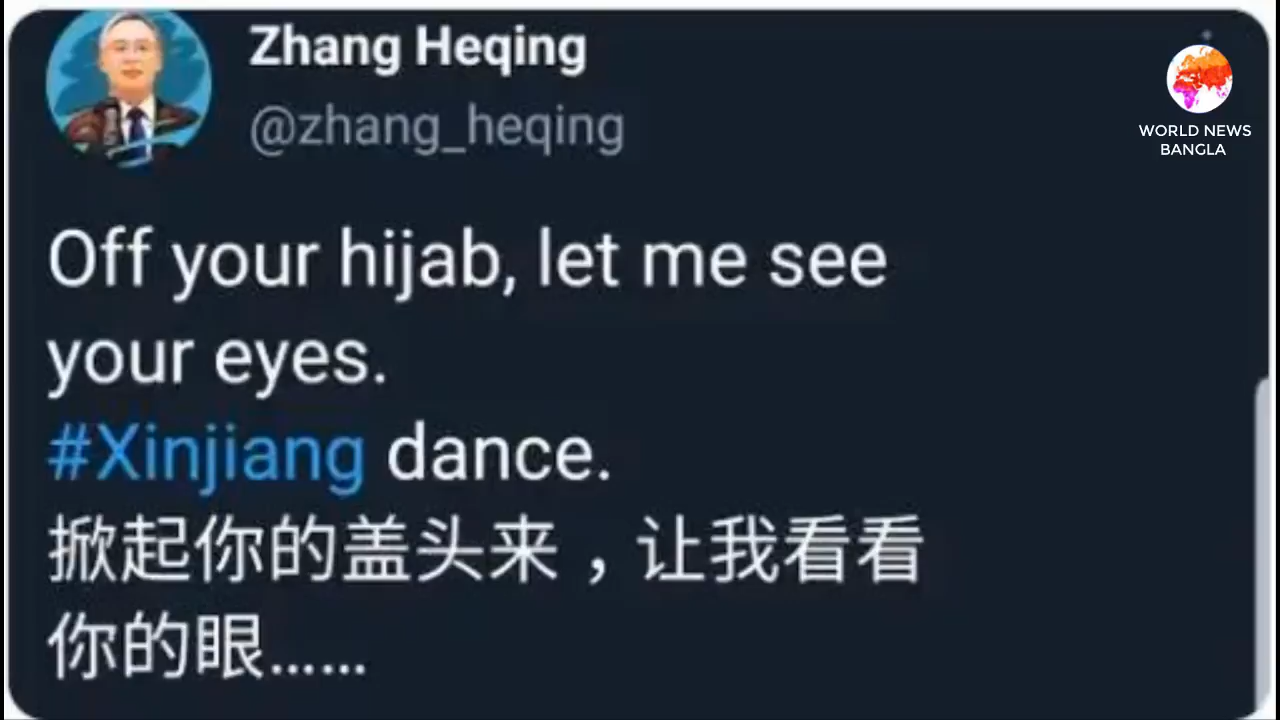 Zhang Heqing
@zhang_heqing
WORLD NEWS
BANGLA
Off your hijab, let me see
your eyes.
#Xinjiang dance.
掀起你的盖头来，让我看看
你的眼……